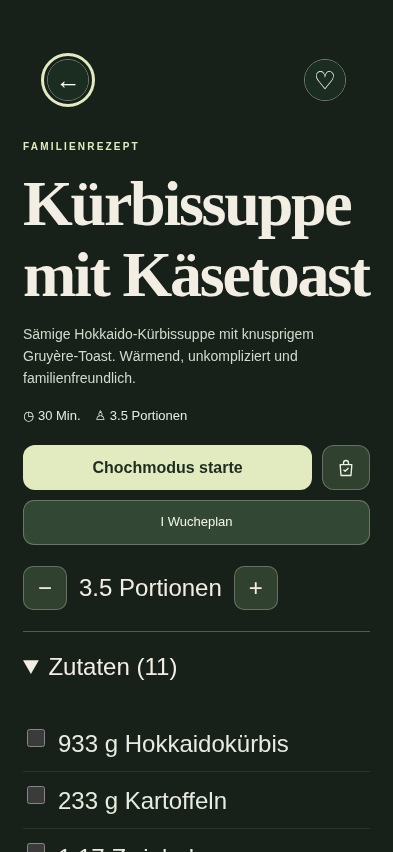 ←
♡
FAMILIENREZEPT
Kürbissuppe
mit Käsetoast
Sämige Hokkaido-Kürbissuppe mit knusprigem
Gruyère-Toast. Wärmend, unkompliziert und
familienfreundlich.
◷ 30 Min. ♙ 3.5 Portionen
Chochmodus starte
I Wucheplan
− 3.5 Portionen +
▼ Zutaten (11)
933 g Hokkaidokürbis
233 g Kartoffeln